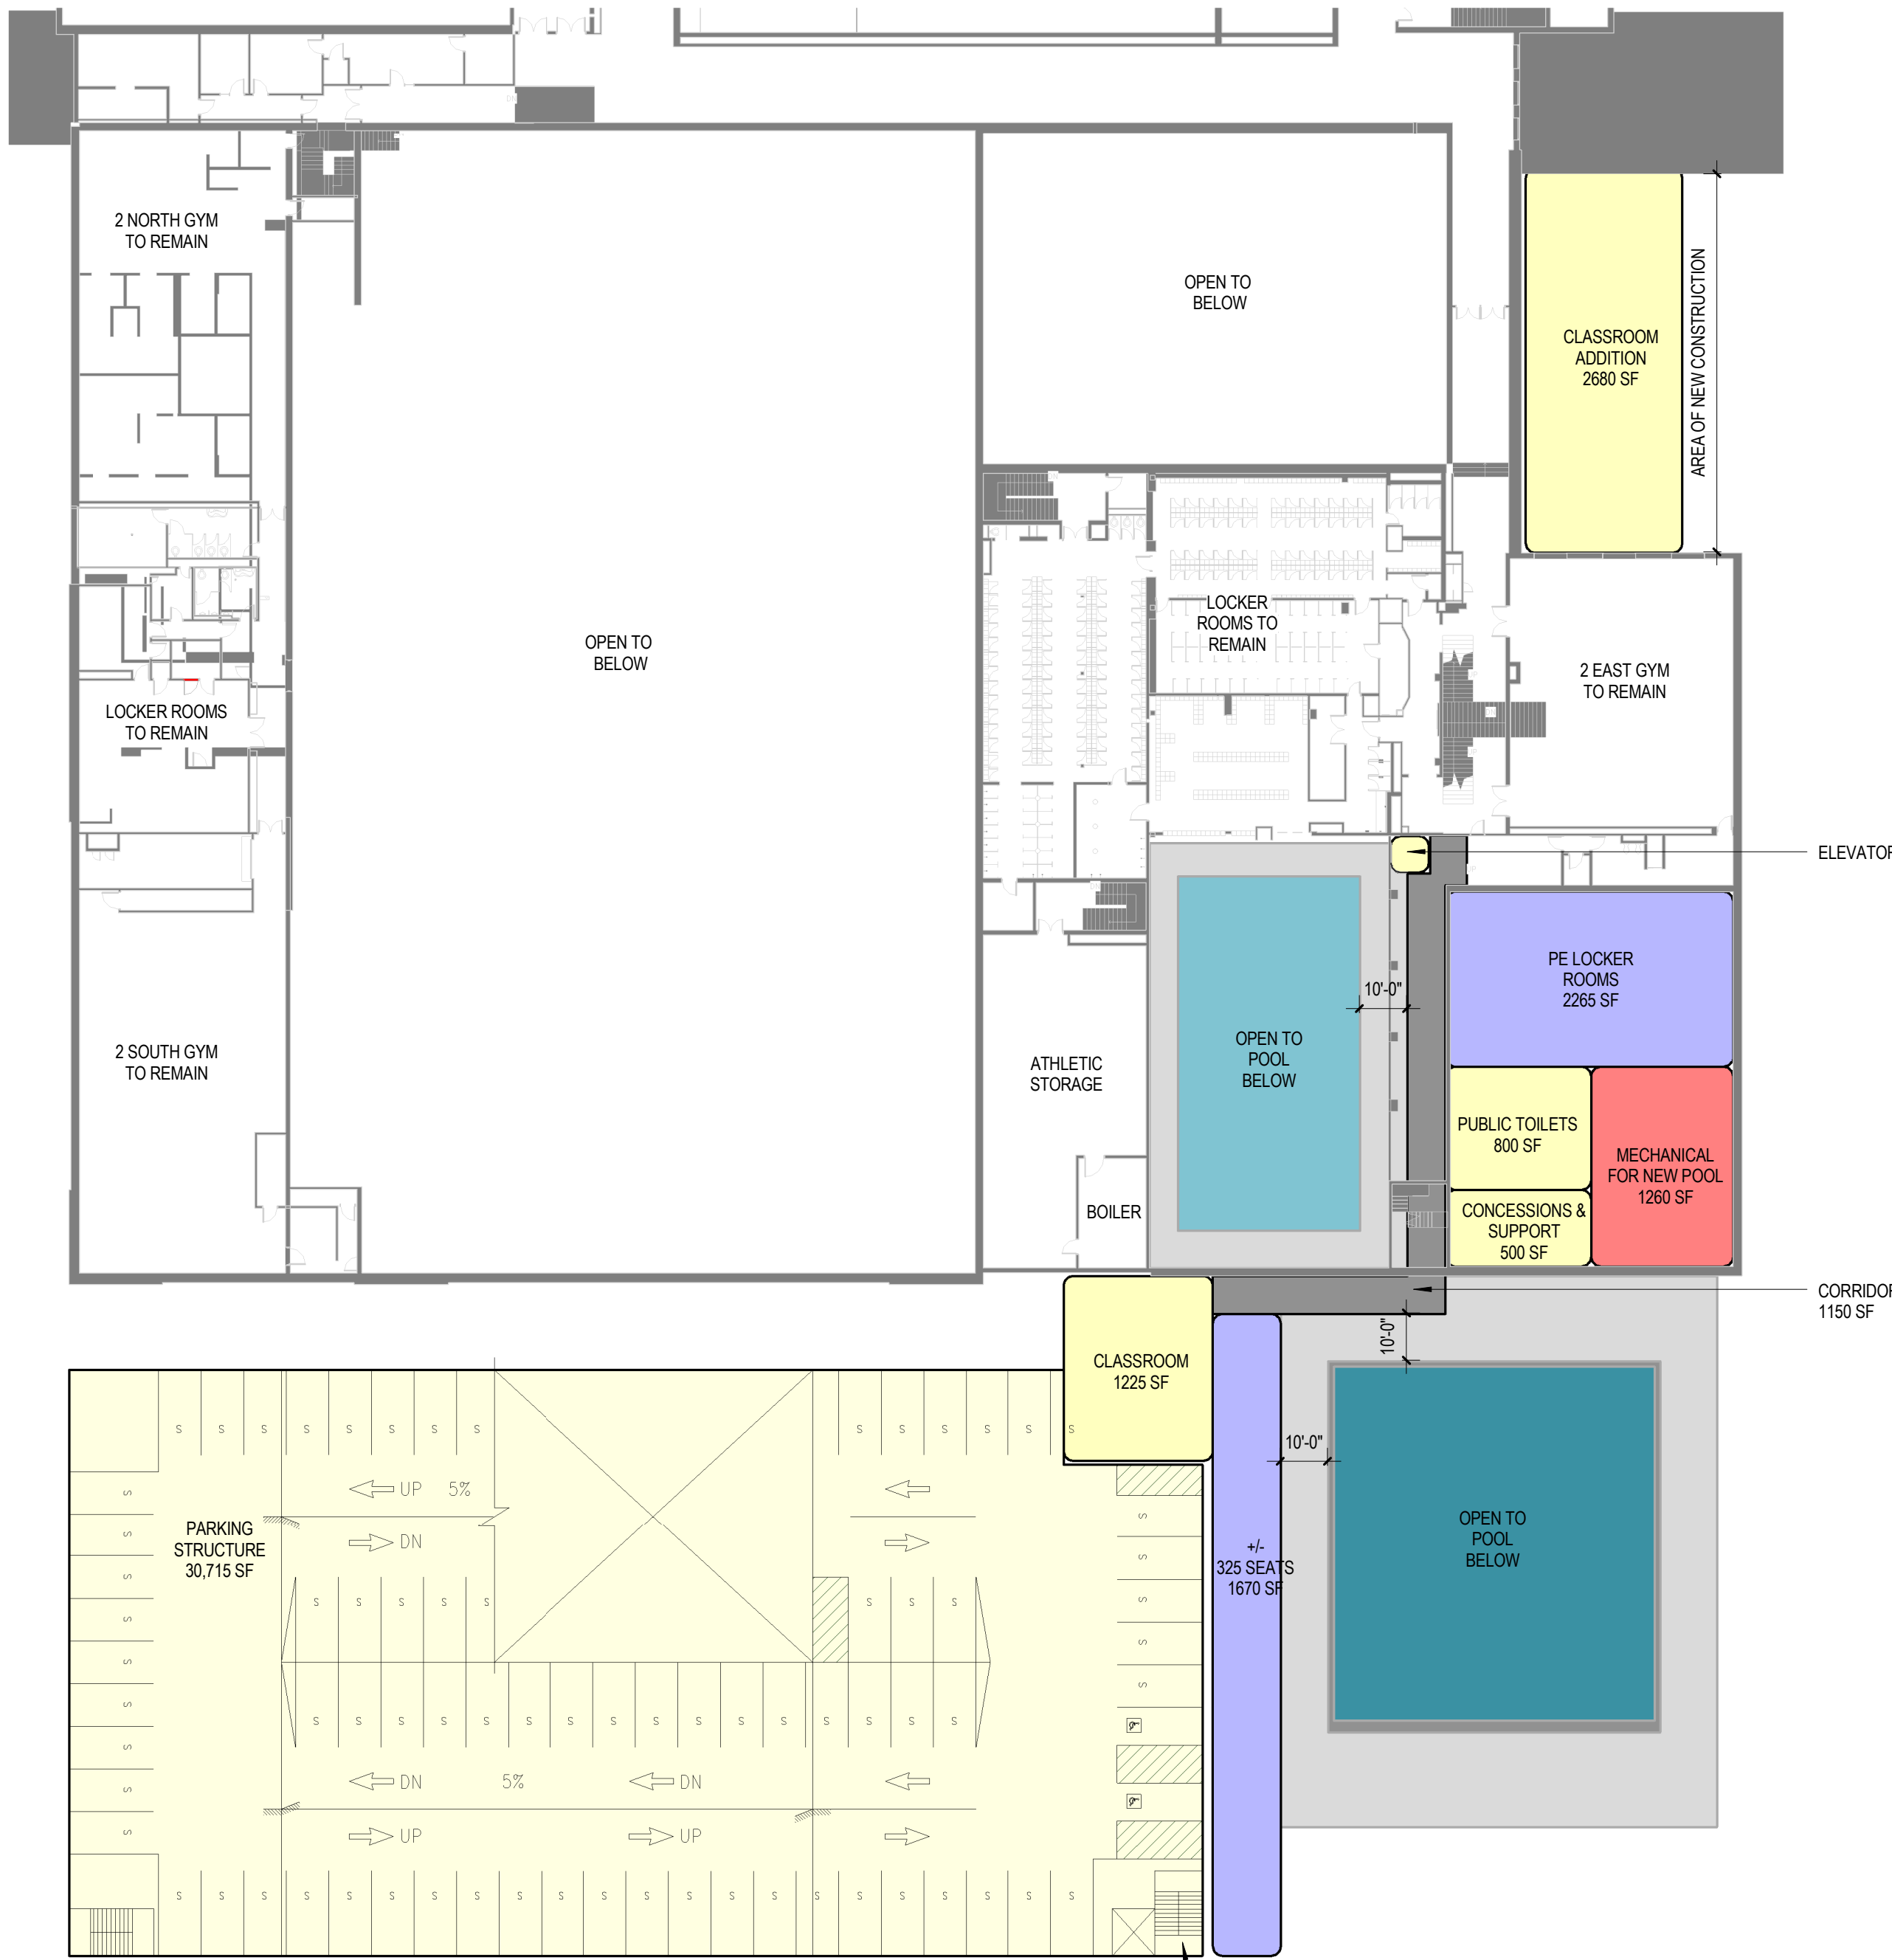 2 NORTH GYM
TO REMAIN
OPEN TO
BELOW
CLASSROOM
ADDITION
2680 SF
AREA OF NEW CONSTRUCTION
OPEN TO
BELOW
LOCKER
ROOMS TO
REMAIN
2 EAST GYM
TO REMAIN
LOCKER ROOMS
TO REMAIN
ELEVATOR
PE LOCKER
ROOMS
2265 SF
10'-0"
2 SOUTH GYM
TO REMAIN
ATHLETIC
STORAGE
OPEN TO
POOL
BELOW
PUBLIC TOILETS
800 SF
MECHANICAL
FOR NEW POOL
1260 SF
BOILER
CONCESSIONS &
SUPPORT
500 SF
CORRIDOR
1150 SF
10'-0"
CLASSROOM
1225 SF
S S S S S S S S S S S S S S
10'-0"
UP 5%
PARKING
STRUCTURE
30,715 SF
DN
OPEN TO
POOL
BELOW
+/-
325 SEATS
1670 SF
S S S S S S S S
S S S S S S S S S S S S S S S S
DN 5% DN
UP UP
S S S S S S S S S S S S S S S S S S S S S S
S
S
S
S
S
S
S
S
S
S
S
S
S
S